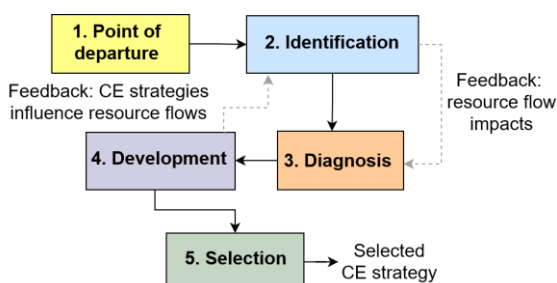 1. Point of
departure
2. Identification
Feedback: CE strategies
influence resource flows
Feedback:
resource flow
impacts
4. Development
3. Diagnosis
5. Selection
Selected
CE strategy